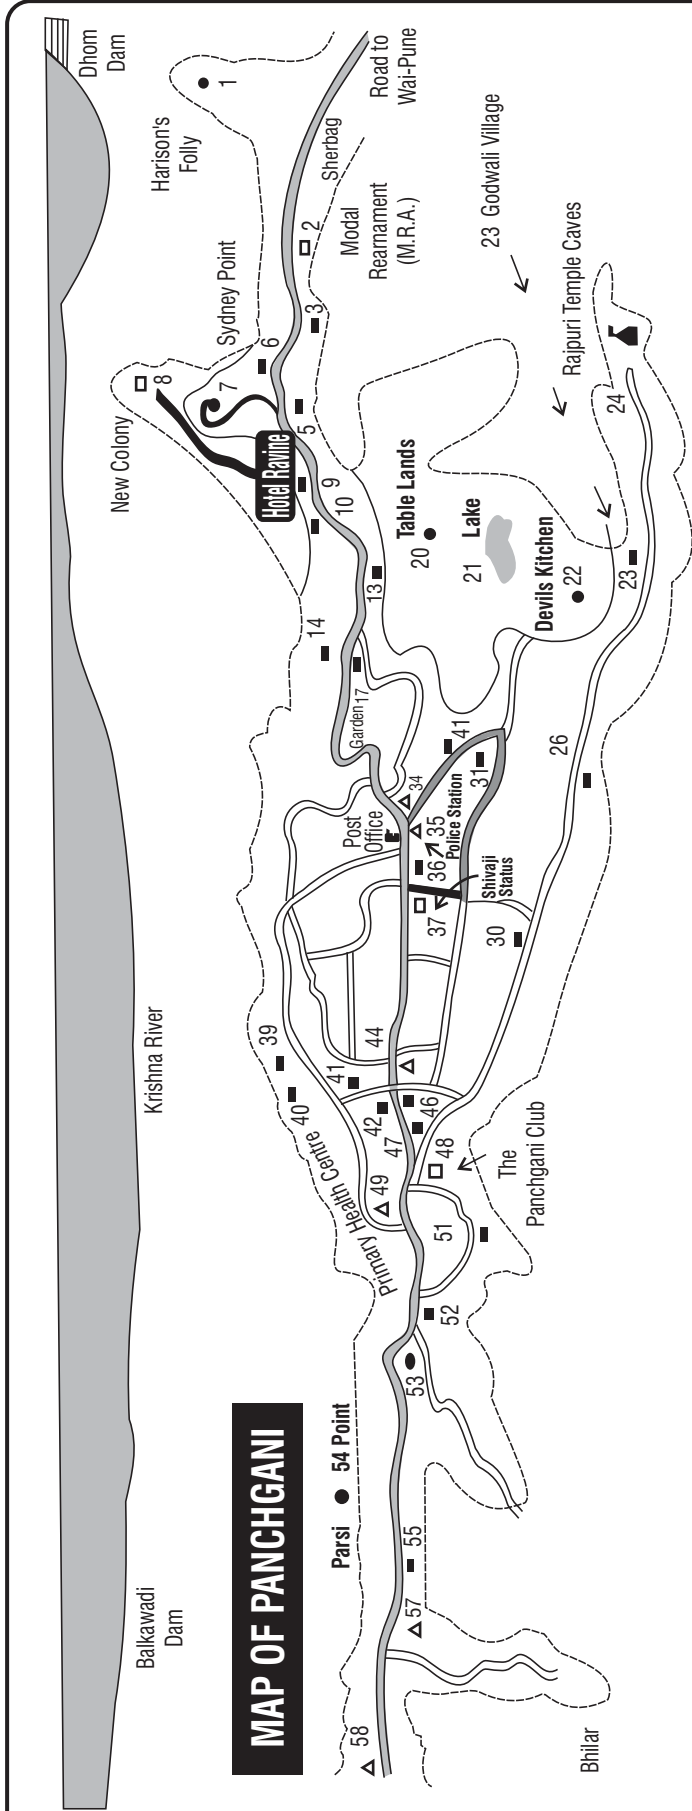 MAP OF PANCHGANI
Balkawadi
Dam
Krishna River
Dhom
Dam
Harison's
Folly
1
Road to
Wai-Pune
Sherbag
2
Modal
Rearnament
(M.R.A.)
3
Sydney Point
6
7
8
New Colony
5
Hotel Ravine
9
10
13
14
Garden 17
23 Godwali Village
Rajpuri Temple Caves
24
Table Lands
20
Lake
21
Devils Kitchen
22
23
26
41
31
34
Post
Office
35
Police Station
36
37
Shivaji
Status
30
39
40
41
42
44
46
47
48
The
Panchgani Club
Primary Health Centre
49
51
52
53
Parsi 54 Point
55
57
58
Bhilar